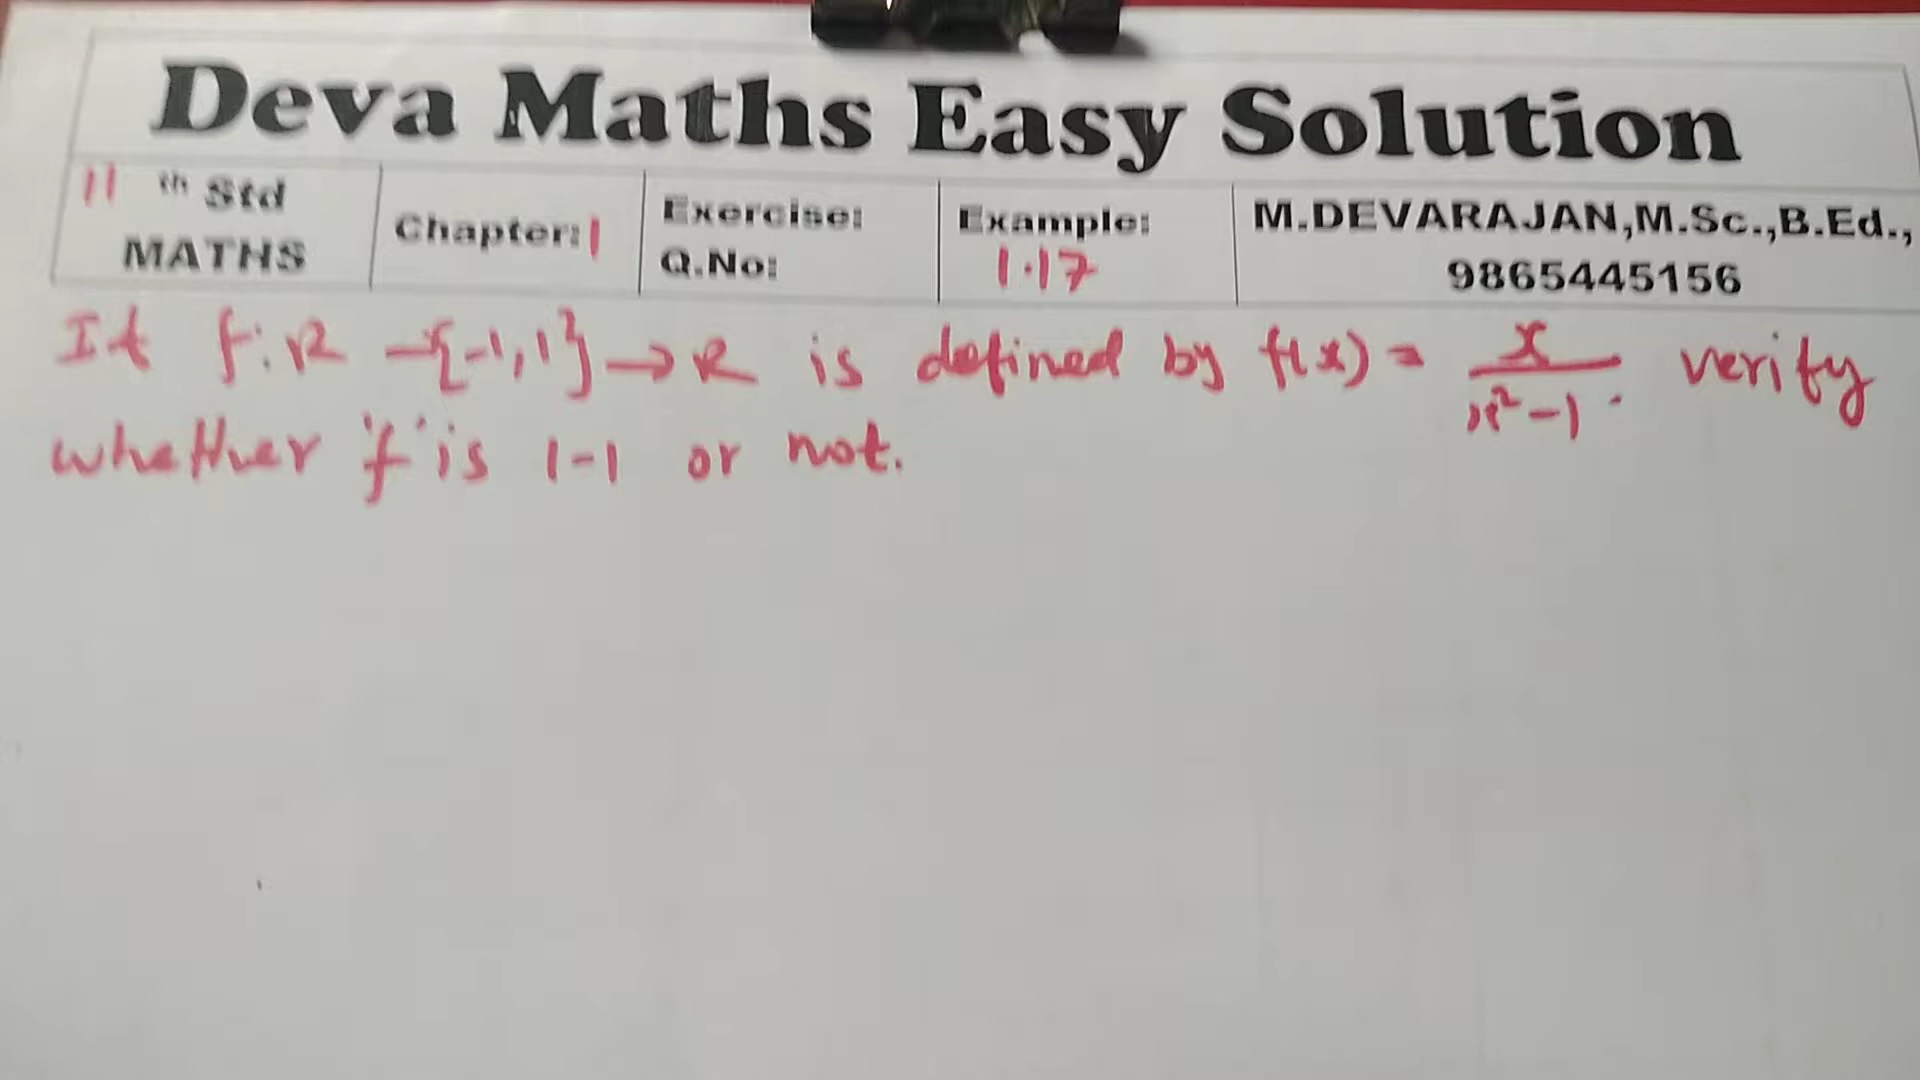 Deva Maths Easy Solution
11 th Std MATHS
Chapter: 1
Exercise:
Q.No:
Example: 1.17
M.DEVARAJAN,M.Sc.,B.Ed.,
9865445156
If f: R -{-1,1}→R is defined by f(x) = x/x²-1. verify
whether 'f' is 1-1 or not.